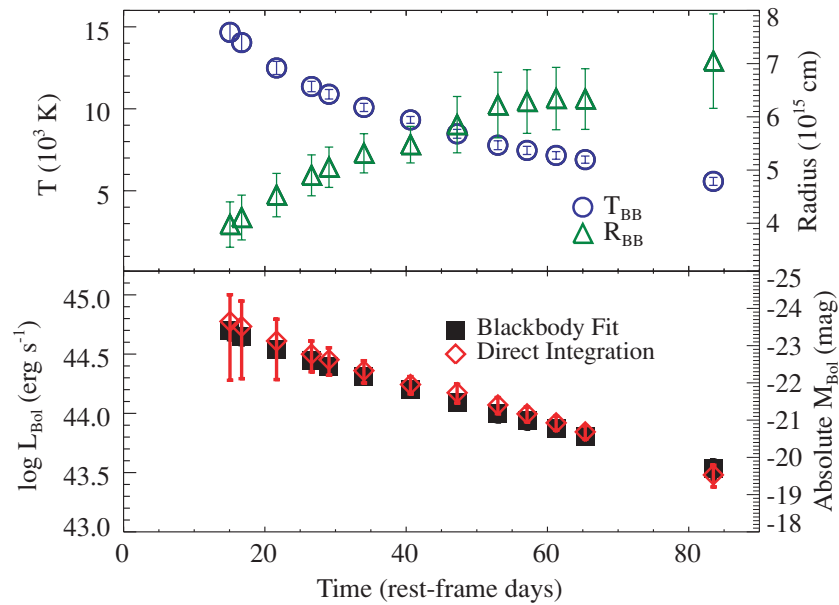 15
10
5
T (10³ K)
8
7
6
5
4
Radius (10¹⁵ cm)
T_BB
R_BB
45.0
44.5
44.0
43.5
43.0
log L_Bol (erg s⁻¹)
-25
-24
-23
-22
-21
-20
-19
-18
Absolute M_Bol (mag)
Blackbody Fit
Direct Integration
0
20
40
60
80
Time (rest-frame days)